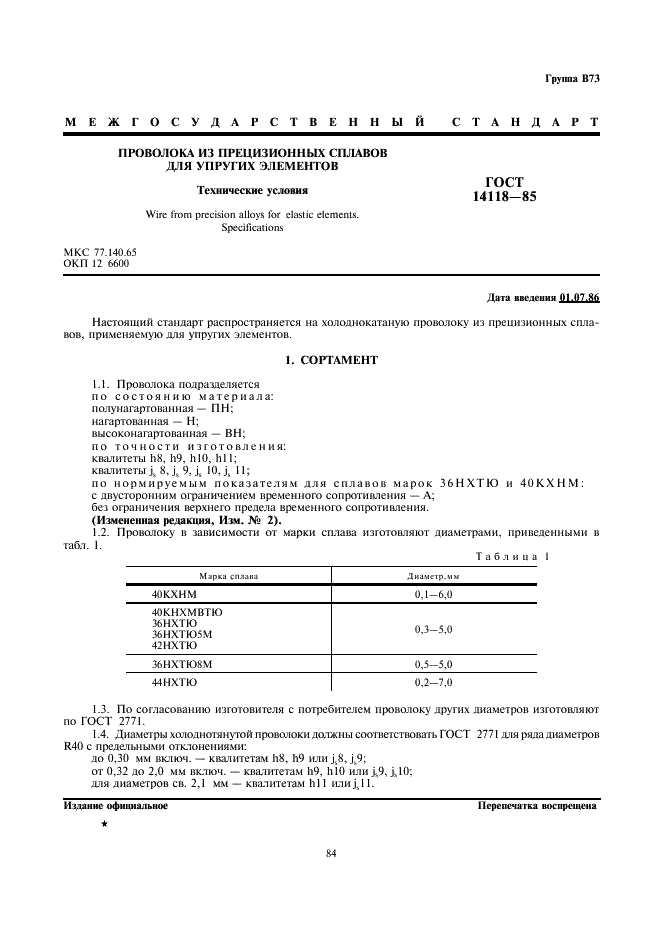 Группа В73
МЕЖГОСУДАРСТВЕННЫЙ СТАНДАРТ
ПРОВОЛОКА ИЗ ПРЕЦИЗИОННЫХ СПЛАВОВ
ДЛЯ УПРУГИХ ЭЛЕМЕНТОВ
Технические условия
Wire from precision alloys for elastic elements.
Specifications
ГОСТ
14118—85
МКС 77.140.65
ОКП 12 6600
Дата введения 01.07.86
Настоящий стандарт распространяется на холоднокатаную проволоку из прецизионных спла-
вов, применяемую для упругих элементов.
1. СОРТАМЕНТ
1.1. Проволока подразделяется
по состоянию материала:
полунагартованная — ПН;
нагартованная — Н;
высоконагартованная — ВН;
по точности изготовления:
квалитеты h8, h9, h10, h11;
квалитеты js 8, js 9, js 10, js 11;
по нормируемым показателям для сплавов марок 36НХТЮ и 40КХНМ:
с двусторонним ограничением временного сопротивления — А;
без ограничения верхнего предела временного сопротивления.
(Измененная редакция, Изм. № 2).
1.2. Проволоку в зависимости от марки сплава изготовляют диаметрами, приведенными в
табл. 1.
Таблица 1
Марка сплава Диаметр,мм
40КХНМ 0,1—6,0
40КНХМВТЮ
36НХТЮ
36НХТЮ5М
42НХТЮ
0,3—5,0
36НХТЮ8М 0,5—5,0
44НХТЮ 0,2—7,0
1.3. По согласованию изготовителя с потребителем проволоку других диаметров изготовляют
по ГОСТ 2771.
1.4. Диаметры холоднотянутой проволоки должны соответствовать ГОСТ 2771 для ряда диаметров
R40 с предельными отклонениями:
до 0,30 мм включ. — квалитетам h8, h9 или js8, js9;
от 0,32 до 2,0 мм включ. — квалитетам h9, h10 или js9, js10;
для диаметров св. 2,1 мм — квалитетам h11 или js11.
Издание официальное Перепечатка воспрещена
★
84